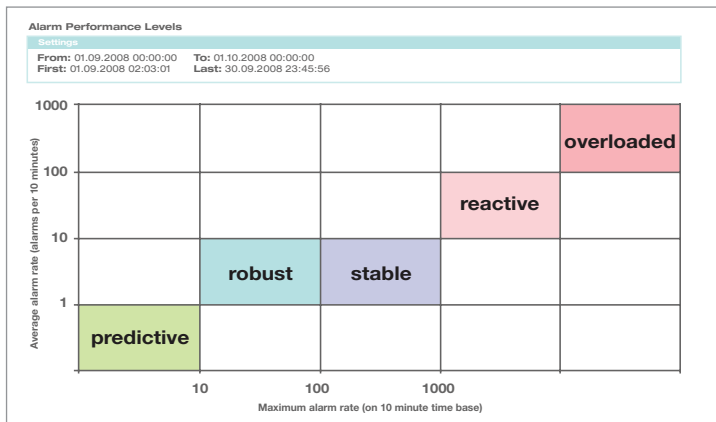 Alarm Performance Levels
Settings
From: 01.09.2008 00:00:00 To: 01.10.2008 00:00:00
First: 01.09.2008 02:03:01 Last: 30.09.2008 23:45:56
1000
overloaded
100
reactive
10
robust stable
1
predictive
Average alarm rate (alarms per 10 minutes)
10 100 1000
Maximum alarm rate (on 10 minute time base)